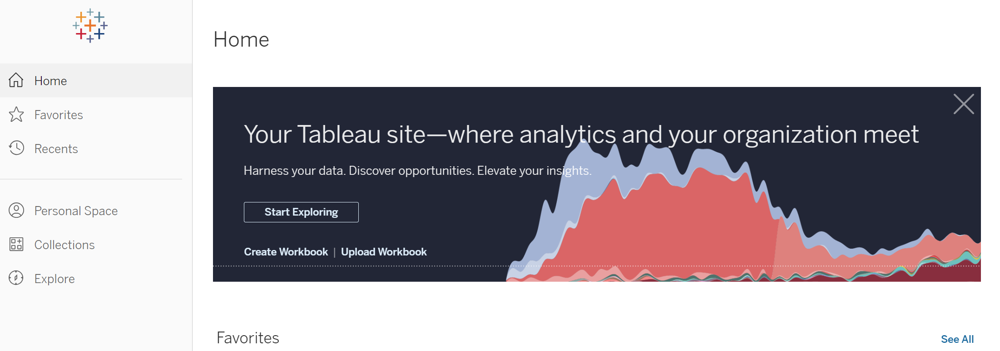 Home
Favorites
Recents
Personal Space
Collections
Explore
Home
Your Tableau site—where analytics and your organization meet
Harness your data. Discover opportunities. Elevate your insights.
Start Exploring
Create Workbook | Upload Workbook
Favorites
See All